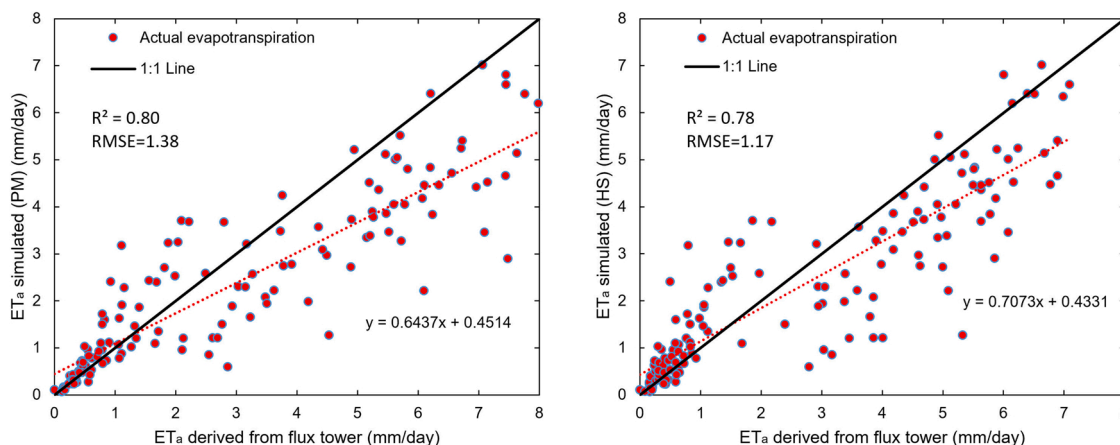 8
7
6
5
4
3
2
1
0
ETa simulated (PM) (mm/day)
Actual evapotranspiration
1:1 Line
R² = 0.80
RMSE=1.38
y = 0.6437x + 0.4514
0 1 2 3 4 5 6 7 8
ETa derived from flux tower (mm/day)
8
7
6
5
4
3
2
1
0
ETa simulated (HS) (mm/day)
Actual evapotranspiration
1:1 Line
R² = 0.78
RMSE=1.17
y = 0.7073x + 0.4331
0 1 2 3 4 5 6 7 8
ETa derived from flux tower (mm/day)